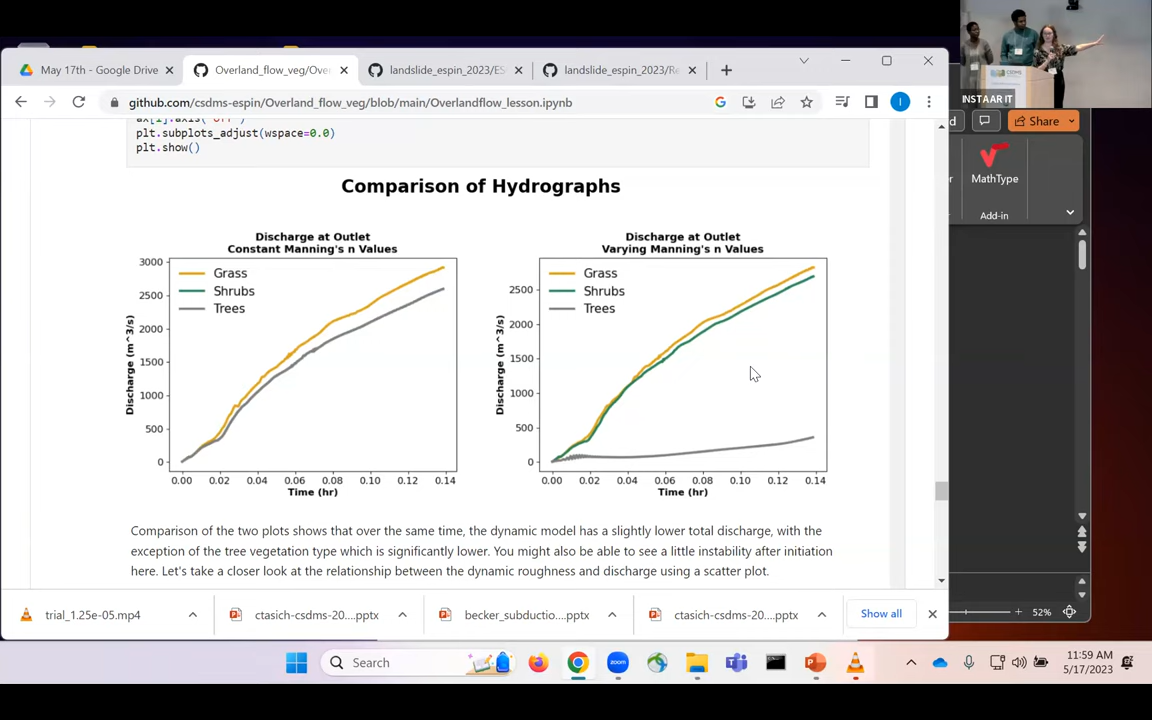 May 17th - Google Drive
Overland_flow_veg/Ove
landslide_espin_2023/ES
landslide_espin_2023/Re
github.com/csdms-espin/Overland_flow_veg/blob/main/Overlandflow_lesson.ipynb
INSTAAR IT
Share
MathType
Add-in
plt.subplots_adjust(wspace=0.0)
plt.show()
Comparison of Hydrographs
Discharge at Outlet
Constant Manning's n Values
Grass
Shrubs
Trees
3000
2500
2000
1500
1000
500
0
Discharge (m^3/s)
0.00 0.02 0.04 0.06 0.08 0.10 0.12 0.14
Time (hr)
Discharge at Outlet
Varying Manning's n Values
Grass
Shrubs
Trees
2500
2000
1500
1000
500
0
Discharge (m^3/s)
0.00 0.02 0.04 0.06 0.08 0.10 0.12 0.14
Time (hr)
Comparison of the two plots shows that over the same time, the dynamic model has a slightly lower total discharge, with the
exception of the tree vegetation type which is significantly lower. You might also be able to see a little instability after initiation
here. Let's take a closer look at the relationship between the dynamic roughness and discharge using a scatter plot.
trial_1.25e-05.mp4
ctasich-csdms-20....pptx
becker_subductio....pptx
ctasich-csdms-20....pptx
Show all
52%
Search
11:59 AM
5/17/2023